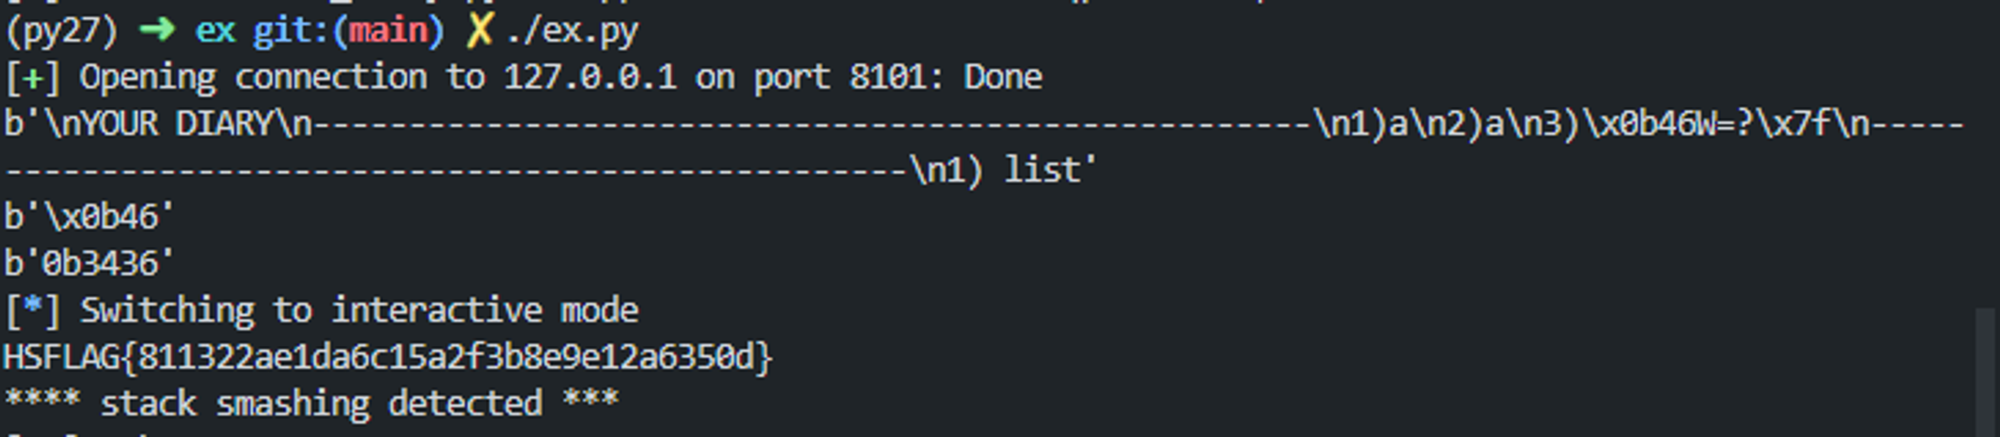 (py27) ➜ ex git:(main) ✗ ./ex.py
[+] Opening connection to 127.0.0.1 on port 8101: Done
b'\nYOUR DIARY\n---------------------------------------------------\n1)a\n2)a\n3)\x0b46W=?\x7f\n-----
----------------------------------------------\n1) list'
b'\x0b46'
b'0b3436'
[*] Switching to interactive mode
HSFLAG{811322ae1da6c15a2f3b8e9e12a6350d}
**** stack smashing detected ***